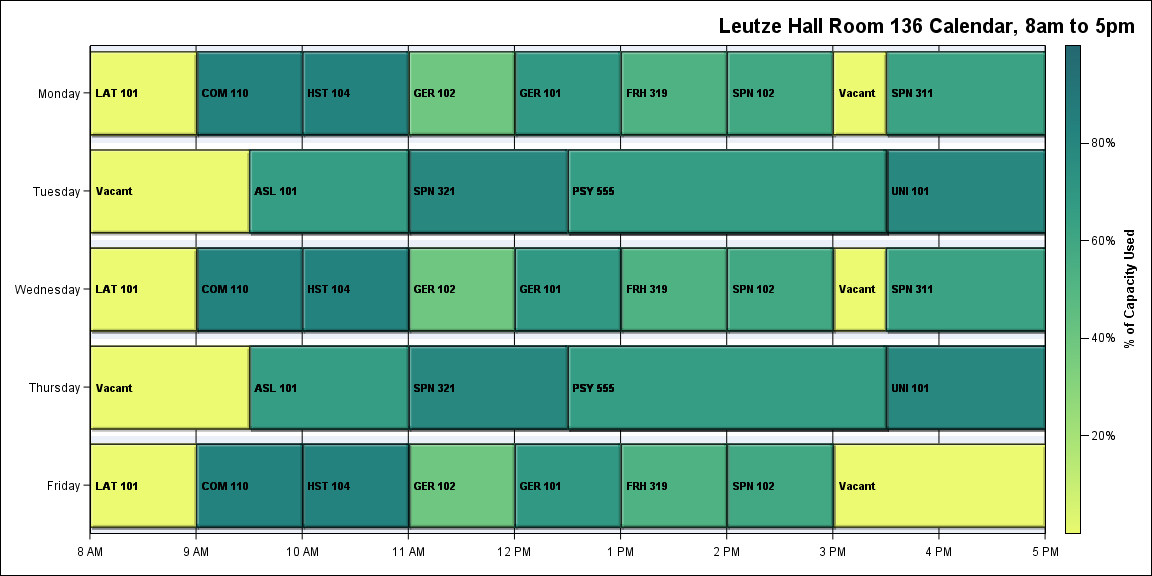 Leutze Hall Room 136 Calendar, 8am to 5pm
Monday LAT 101 COM 110 HST 104 GER 102 GER 101 FRH 319 SPN 102 Vacant SPN 311
Tuesday Vacant ASL 101 SPN 321 PSY 555 UNI 101
Wednesday LAT 101 COM 110 HST 104 GER 102 GER 101 FRH 319 SPN 102 Vacant SPN 311
Thursday Vacant ASL 101 SPN 321 PSY 555 UNI 101
Friday LAT 101 COM 110 HST 104 GER 102 GER 101 FRH 319 SPN 102 Vacant
8 AM 9 AM 10 AM 11 AM 12 PM 1 PM 2 PM 3 PM 4 PM 5 PM
80%
60%
40%
20%
% of Capacity Used